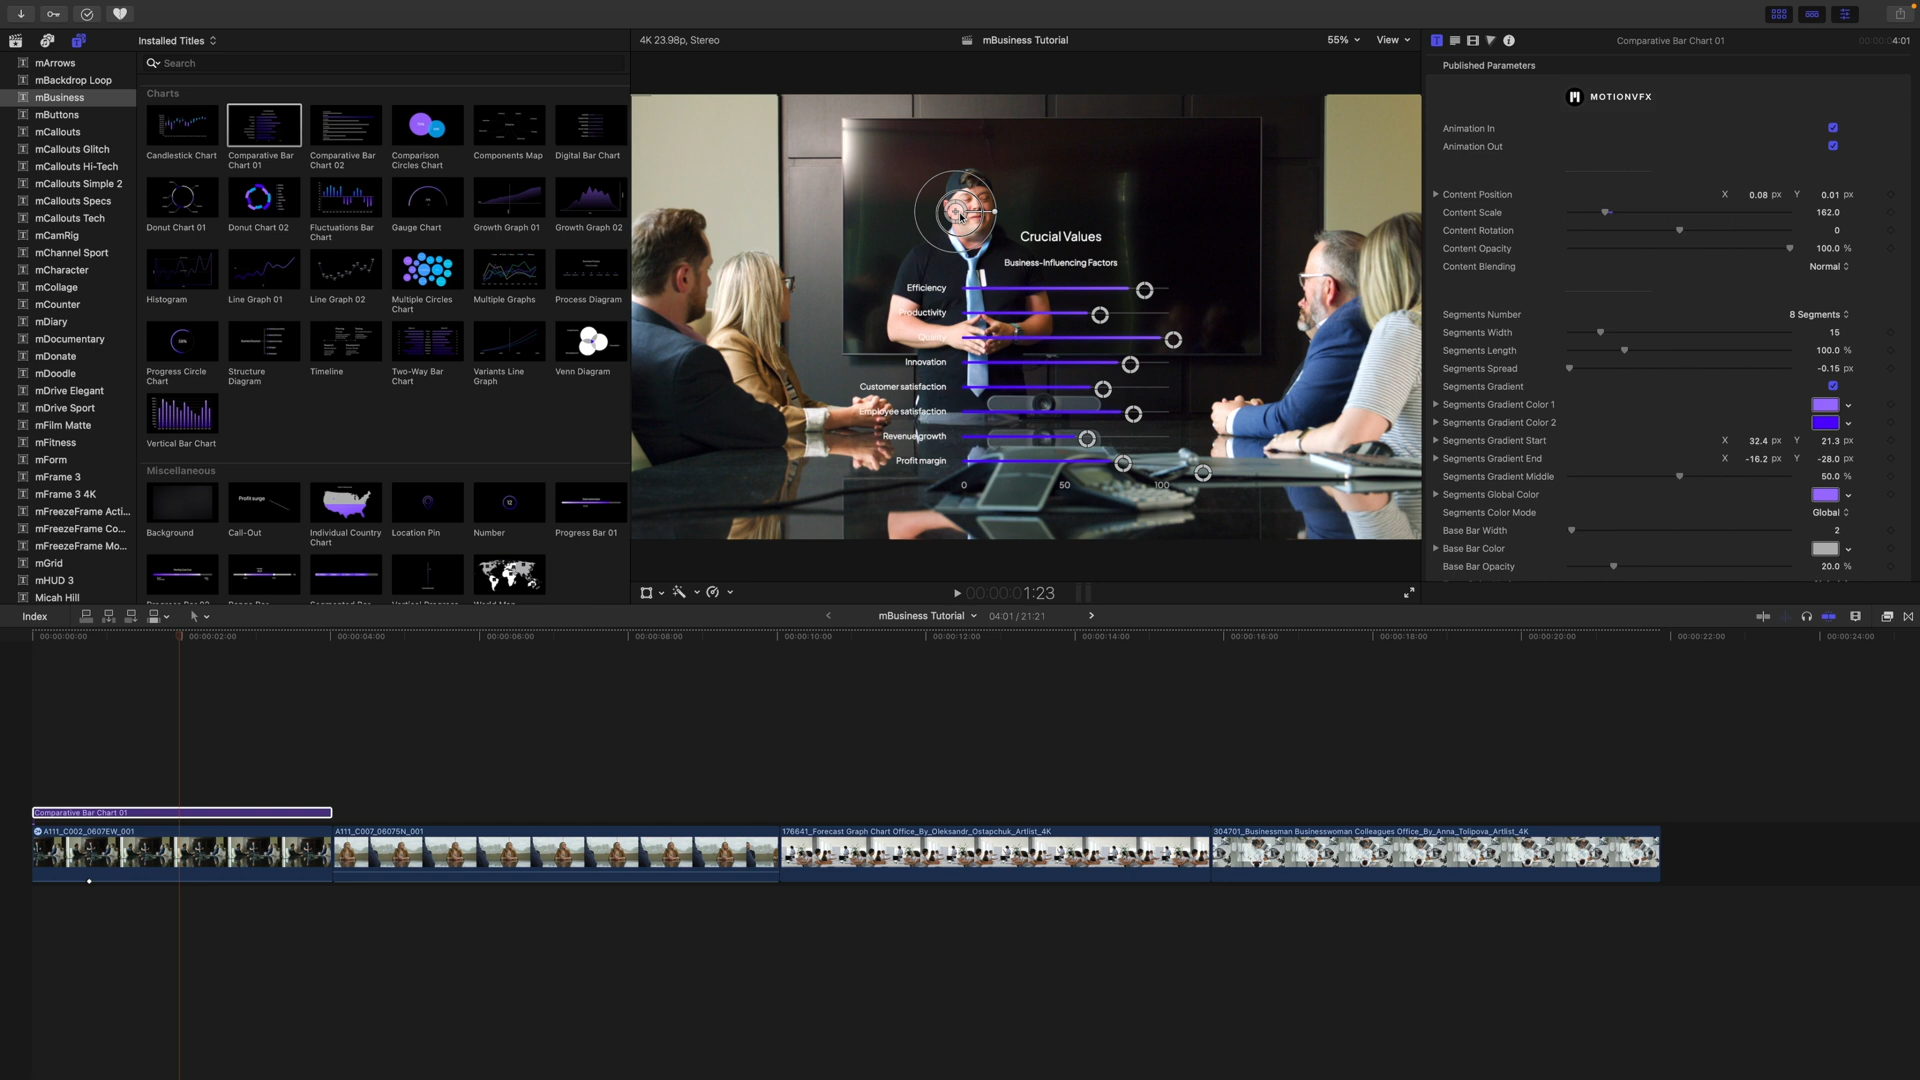 Installed Titles
4K 23.98p, Stereo
mBusiness Tutorial
55%
View
Comparative Bar Chart 01
00:00:04:01
Search
mArrows
mBackdrop Loop
mBusiness
mButtons
mCallouts
mCallouts Glitch
mCallouts Hi-Tech
mCallouts Simple 2
mCallouts Specs
mCallouts Tech
mCamRig
mChannel Sport
mCharacter
mCollage
mCounter
mDiary
mDocumentary
mDonate
mDoodle
mDrive Elegant
mDrive Sport
mFilm Matte
mFitness
mForm
mFrame 3
mFrame 3 4K
mFreezeFrame Acti...
mFreezeFrame Co...
mFreezeFrame Mo...
mGrid
mHUD 3
Micah Hill
Charts
Candlestick Chart
Comparative Bar Chart 01
Comparative Bar Chart 02
Comparison Circles Chart
Components Map
Digital Bar Chart
Donut Chart 01
Donut Chart 02
Fluctuations Bar Chart
Gauge Chart
Growth Graph 01
Growth Graph 02
Histogram
Line Graph 01
Line Graph 02
Multiple Circles Chart
Multiple Graphs
Process Diagram
Progress Circle Chart
Structure Diagram
Timeline
Two-Way Bar Chart
Variants Line Graph
Venn Diagram
Vertical Bar Chart
Miscellaneous
Profit surge
12
Background
Call-Out
Individual Country Chart
Location Pin
Number
Progress Bar 01
Crucial Values
Business-Influencing Factors
Efficiency
Productivity
Quality
Innovation
Customer satisfaction
Employee satisfaction
Revenue growth
Profit margin
0 50 100
Published Parameters
MOTIONVFX
Animation In
Animation Out
Content Position X 0.08 px Y 0.01 px
Content Scale 162.0
Content Rotation 0
Content Opacity 100.0 %
Content Blending Normal
Segments Number 8 Segments
Segments Width 15
Segments Length 100.0 %
Segments Spread -0.15 px
Segments Gradient
Segments Gradient Color 1
Segments Gradient Color 2
Segments Gradient Start X 32.4 px Y 21.3 px
Segments Gradient End X -16.2 px Y -28.0 px
Segments Gradient Middle 50.0 %
Segments Global Color
Segments Color Mode Global
Base Bar Width 2
Base Bar Color
Base Bar Opacity 20.0 %
00:00:01:23
Index
mBusiness Tutorial
04:01 / 21:21
00:00:00:00 00:00:02:00 00:00:04:00 00:00:06:00 00:00:08:00 00:00:10:00 00:00:12:00 00:00:14:00 00:00:16:00 00:00:18:00 00:00:20:00 00:00:22:00 00:00:24:00
Comparative Bar Chart 01
A111_C002_0607EW_001
A111_C007_06075N_001
176641_Forecast Graph Chart Office_By_Oleksandr_Ostapchuk_Artlist_4K
304701_Businessman Businesswoman Colleagues Office_By_Anna_Tolipova_Artlist_4K